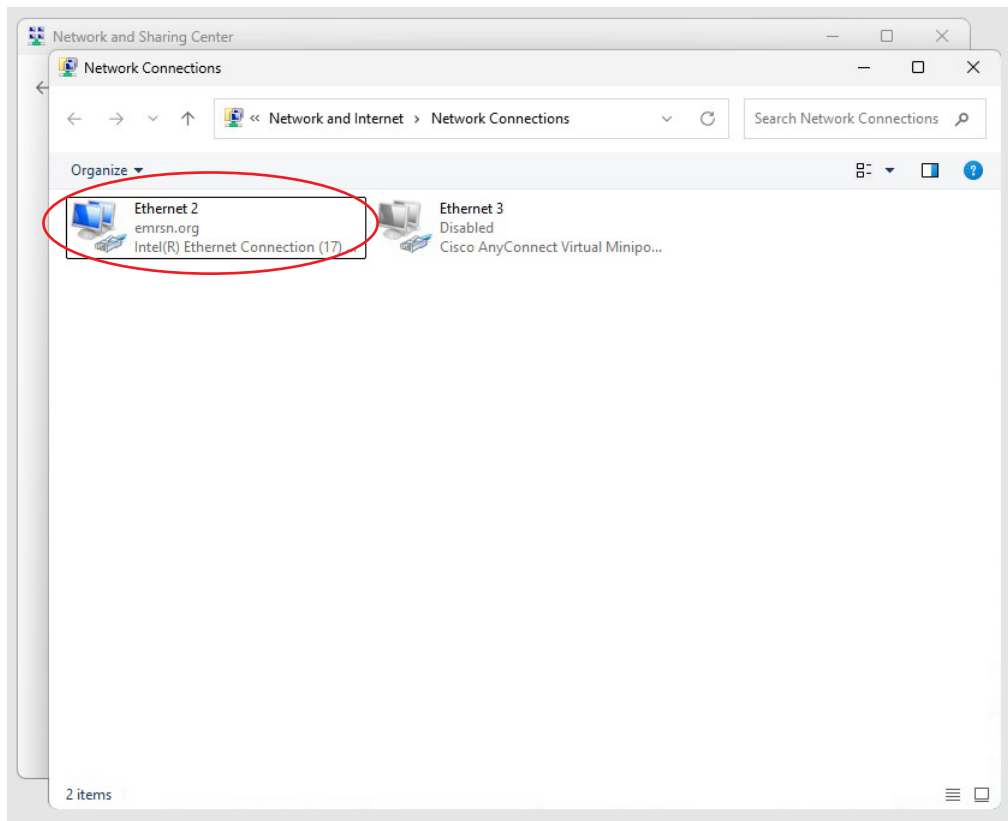 Network and Sharing Center
Network Connections
« Network and Internet > Network Connections
Search Network Connections
Organize
?
Ethernet 2
emrsn.org
Intel(R) Ethernet Connection (17) ...
Ethernet 3
Disabled
Cisco AnyConnect Virtual Minipo...
2 items